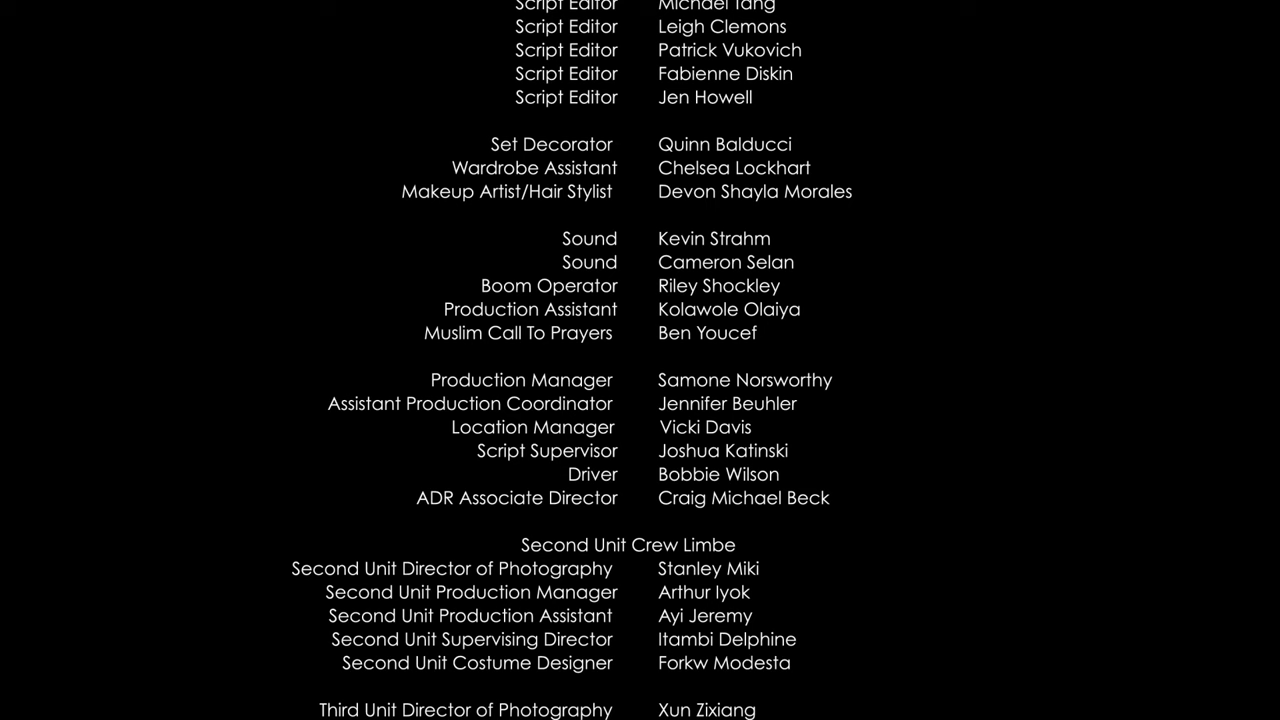 Script Editor Michael Tang
Script Editor Leigh Clemons
Script Editor Patrick Vukovich
Script Editor Fabienne Diskin
Script Editor Jen Howell
Set Decorator Quinn Balducci
Wardrobe Assistant Chelsea Lockhart
Makeup Artist/Hair Stylist Devon Shayla Morales
Sound Kevin Strahm
Sound Cameron Selan
Boom Operator Riley Shockley
Production Assistant Kolawole Olaiya
Muslim Call To Prayers Ben Youcef
Production Manager Samone Norsworthy
Assistant Production Coordinator Jennifer Beuhler
Location Manager Vicki Davis
Script Supervisor Joshua Katinski
Driver Bobbie Wilson
ADR Associate Director Craig Michael Beck
Second Unit Crew Limbe
Second Unit Director of Photography Stanley Miki
Second Unit Production Manager Arthur Iyok
Second Unit Production Assistant Ayi Jeremy
Second Unit Supervising Director Itambi Delphine
Second Unit Costume Designer Forkw Modesta
Third Unit Director of Photography Xun Zixiang